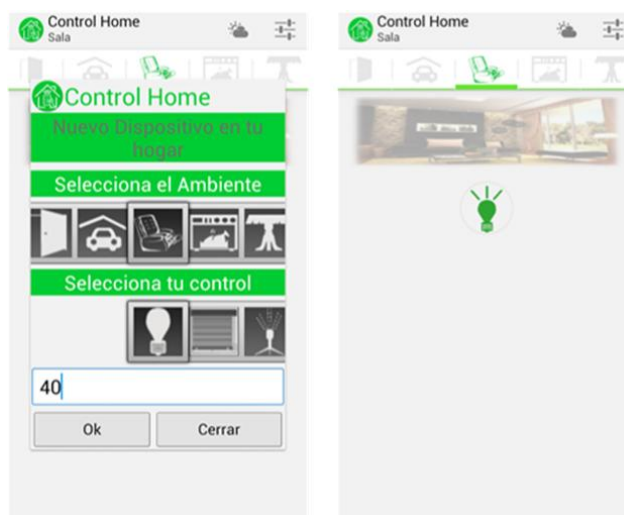 Control Home
Sala
Control Home
Nuevo Dispositivo en tu
hogar
Selecciona el Ambiente
Selecciona tu control
40
Ok
Cerrar
Control Home
Sala